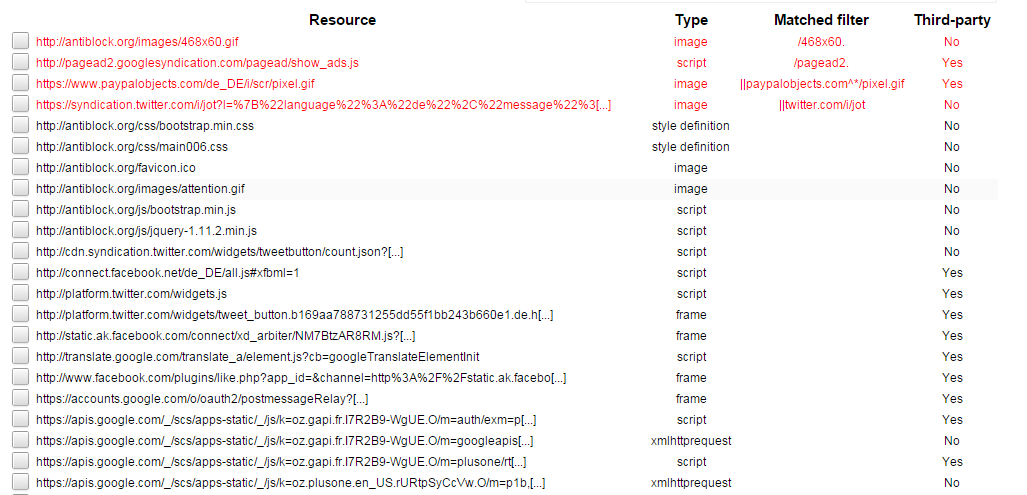 Resource Type Matched filter Third-party
http://antiblock.org/images/468x60.gif image /468x60. No
http://pagead2.googlesyndication.com/pagead/show_ads.js script /pagead2. Yes
https://www.paypalobjects.com/de_DE/i/scr/pixel.gif image ||paypalobjects.com^*/pixel.gif Yes
https://syndication.twitter.com/i/jot?l=%7B%22language%22%3A%22de%22%2C%22message%22%3[...] image ||twitter.com/i/jot No
http://antiblock.org/css/bootstrap.min.css style definition No
http://antiblock.org/css/main006.css style definition No
http://antiblock.org/favicon.ico image No
http://antiblock.org/images/attention.gif image No
http://antiblock.org/js/bootstrap.min.js script No
http://antiblock.org/js/jquery-1.11.2.min.js script No
http://cdn.syndication.twitter.com/widgets/tweetbutton/count.json?[...] script No
http://connect.facebook.net/de_DE/all.js#xfbml=1 script Yes
http://platform.twitter.com/widgets.js script Yes
http://platform.twitter.com/widgets/tweet_button.b169aa788731255dd55f1bb243b660e1.de.h[...] frame Yes
http://static.ak.facebook.com/connect/xd_arbiter/NM7BtzAR8RM.js?[...] frame Yes
http://translate.google.com/translate_a/element.js?cb=googleTranslateElementInit script Yes
http://www.facebook.com/plugins/like.php?app_id=&channel=http%3A%2F%2Fstatic.ak.facebo[...] frame Yes
https://accounts.google.com/o/oauth2/postmessageRelay?[...] frame Yes
https://apis.google.com/_/scs/apps-static/_/js/k=oz.gapi.fr.I7R2B9-WgUE.O/m=auth/exm=p[...] script Yes
https://apis.google.com/_/scs/apps-static/_/js/k=oz.gapi.fr.I7R2B9-WgUE.O/m=googleapis[...] xmlhttprequest No
https://apis.google.com/_/scs/apps-static/_/js/k=oz.gapi.fr.I7R2B9-WgUE.O/m=plusone/rt[...] script Yes
https://apis.google.com/_/scs/apps-static/_/js/k=oz.plusone.en_US.rURtpSyCcVw.O/m=p1b,[...] xmlhttprequest No